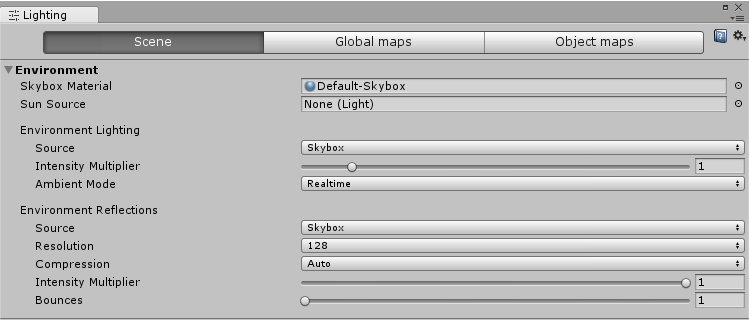 Lighting
Scene Global maps Object maps
Environment
Skybox Material Default-Skybox
Sun Source None (Light)
Environment Lighting
Source Skybox
Intensity Multiplier 1
Ambient Mode Realtime
Environment Reflections
Source Skybox
Resolution 128
Compression Auto
Intensity Multiplier 1
Bounces 1